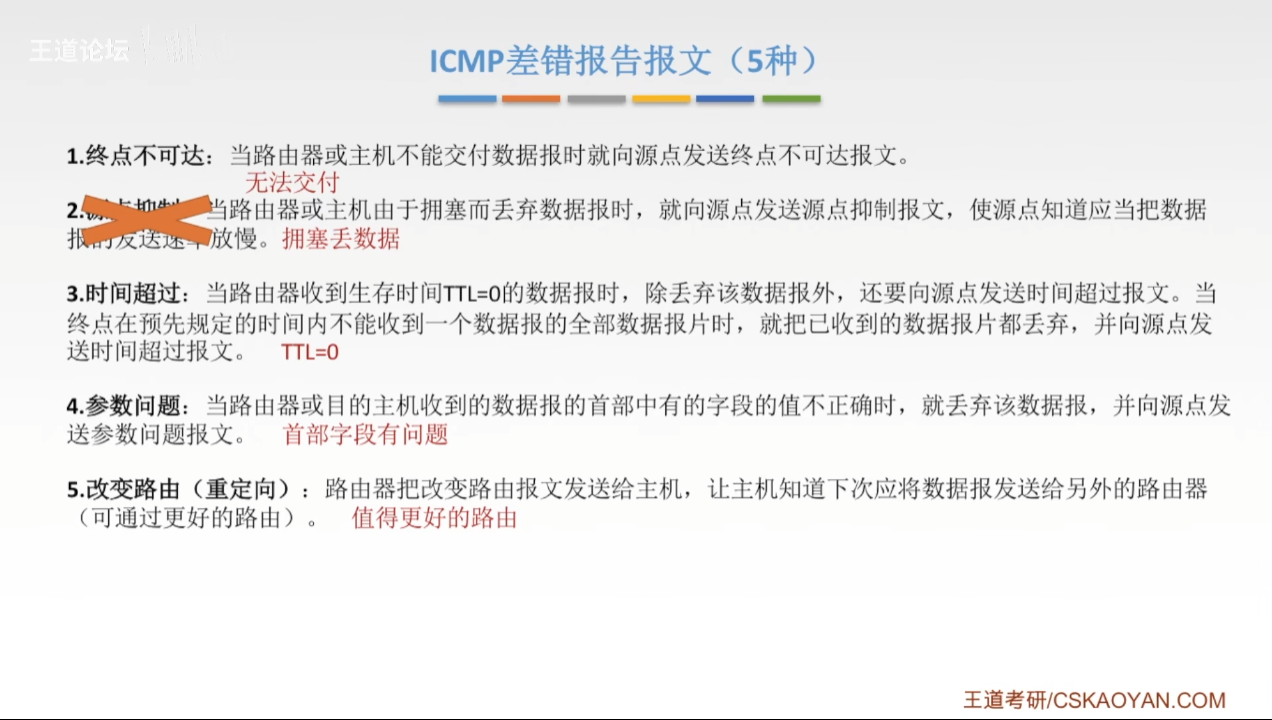 王道论坛
ICMP差错报告报文（5种）
1.终点不可达：当路由器或主机不能交付数据报时就向源点发送终点不可达报文。
无法交付
2.源点抑制：当路由器或主机由于拥塞而丢弃数据报时，就向源点发送源点抑制报文，使源点知道应当把数据
报的发送速率放慢。拥塞丢数据
3.时间超过：当路由器收到生存时间TTL=0的数据报时，除丢弃该数据报外，还要向源点发送时间超过报文。当
终点在预先规定的时间内不能收到一个数据报的全部数据报片时，就把已收到的数据报片都丢弃，并向源点发
送时间超过报文。 TTL=0
4.参数问题：当路由器或目的主机收到的数据报的首部中有的字段的值不正确时，就丢弃该数据报，并向源点发
送参数问题报文。 首部字段有问题
5.改变路由（重定向）：路由器把改变路由报文发送给主机，让主机知道下次应将数据报发送给另外的路由器
（可通过更好的路由）。 值得更好的路由
王道考研/CSKAOYAN.COM